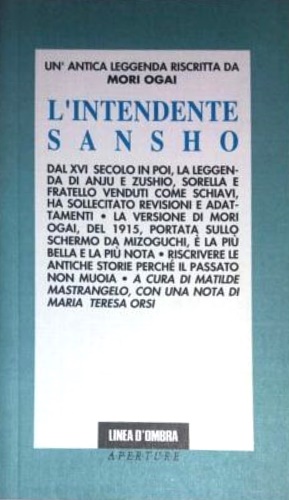 UN' ANTICA LEGGENDA RISCRITTA DA
MORI OGAI
L'INTENDENTE
SANSHO
DAL XVI SECOLO IN POI, LA LEGGEN-
DA DI ANJU E ZUSHIO, SORELLA E
FRATELLO VENDUTI COME SCHIAVI,
HA SOLLECITATO REVISIONI E ADAT-
TAMENTI • LA VERSIONE DI MORI
OGAI, DEL 1915, PORTATA SULLO
SCHERMO DA MIZOGUCHI, È LA PIÙ
BELLA E LA PIÙ NOTA • RISCRIVERE LE
ANTICHE STORIE PERCHÉ IL PASSATO
NON MUOIA • A CURA DI MATILDE
MASTRANGELO, CON UNA NOTA DI
MARIA TERESA ORSI
LINEA D'OMBRA
APERTURE